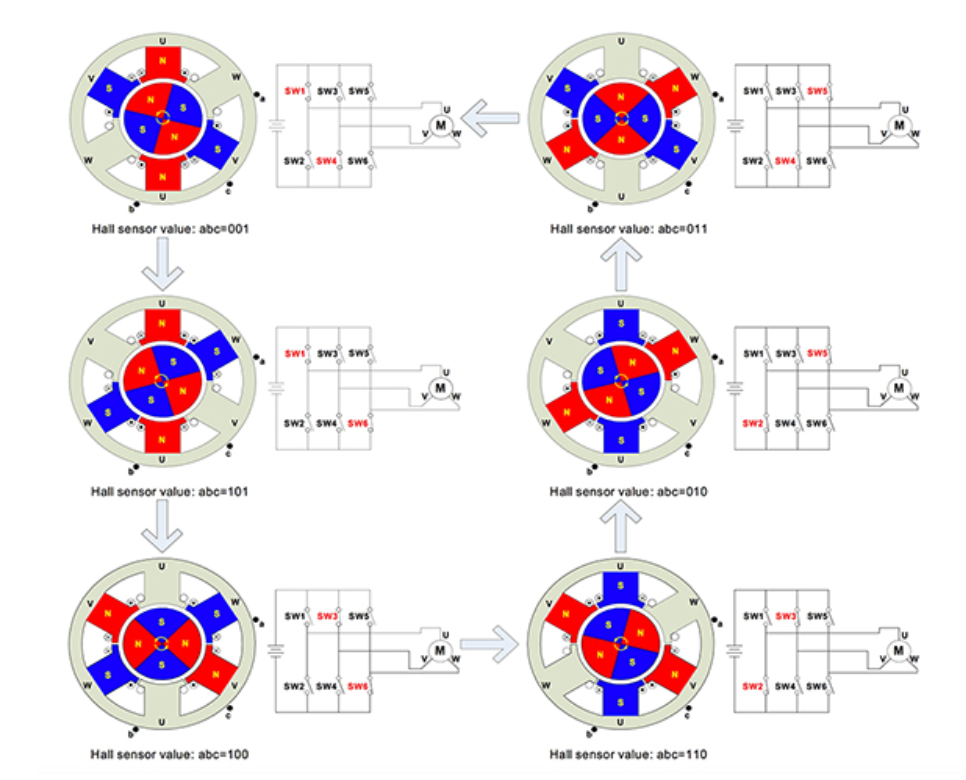 U
V N W
S a
N S
SW1 SW3 SW5
U
M
V W
S N S
W N V
SW2 SW4 SW6
U c
b
Hall sensor value: abc=001
U
V W
S N a
N
SW1 SW3 SW5
U
M
V W
S S
N N S
W V
SW2 SW4 SW6
U c
b
Hall sensor value: abc=011
U
V N W
S a
S
SW1 SW3 SW5
U
M
V W
N N
S S
W N V
SW2 SW4 SW6
U c
b
Hall sensor value: abc=101
U
V S W
N a
N
SW1 SW3 SW5
U
M
V W
S S
N N
W S V
SW2 SW4 SW6
U c
b
Hall sensor value: abc=010
U
V W
N S a
S
SW1 SW3 SW5
U
M
V W
N N
S S N
W V
SW2 SW4 SW6
U c
b
Hall sensor value: abc=100
U
V S W
N a
S
SW1 SW3 SW5
U
M
V W
N N
S N
W S V
SW2 SW4 SW6
U c
b
Hall sensor value: abc=110